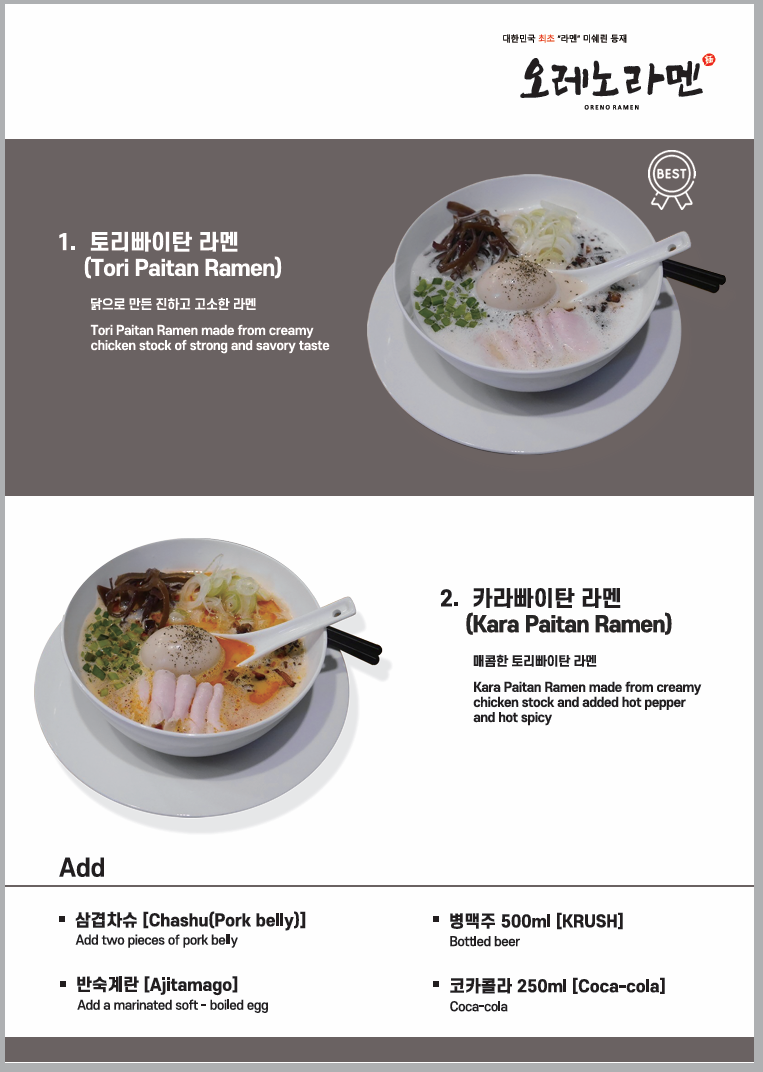 대한민국 최초 "라멘" 미쉐린 등재
오레노라멘
ORENO RAMEN
BEST
1. 토리빠이탄 라멘
(Tori Paitan Ramen)
닭으로 만든 진하고 고소한 라멘
Tori Paitan Ramen made from creamy
chicken stock of strong and savory taste
2. 카라빠이탄 라멘
(Kara Paitan Ramen)
매콤한 토리빠이탄 라멘
Kara Paitan Ramen made from creamy
chicken stock and added hot pepper
and hot spicy
Add
▪ 삼겹차슈 [Chashu(Pork belly)]
Add two pieces of pork belly
▪ 반숙계란 [Ajitamago]
Add a marinated soft - boiled egg
▪ 병맥주 500ml [KRUSH]
Bottled beer
▪ 코카콜라 250ml [Coca-cola]
Coca-cola